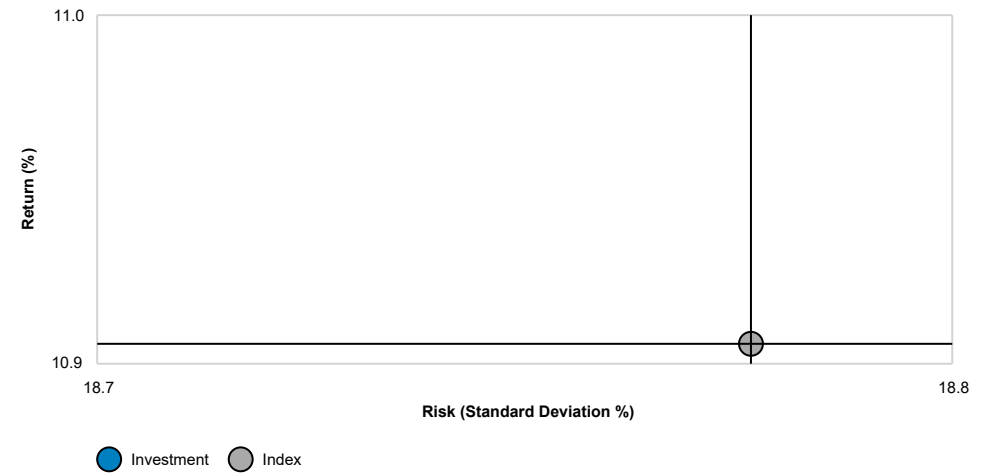 11.0
Return (%)
10.9
18.7
18.8
Risk (Standard Deviation %)
Investment
Index